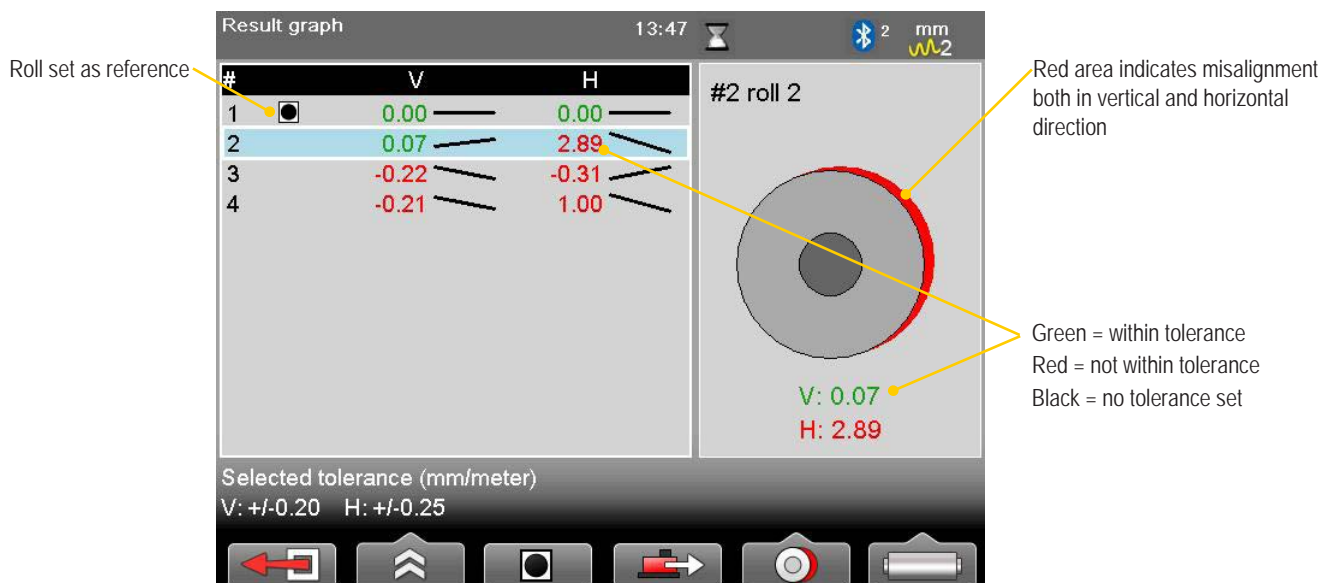 Result graph 13:47 2 mm
2
Roll set as reference
# V H
1 0.00 0.00
2 0.07 2.89
3 -0.22 -0.31
4 -0.21 1.00
#2 roll 2
V: 0.07
H: 2.89
Selected tolerance (mm/meter)
V: +/-0.20 H: +/-0.25
Red area indicates misalignment
both in vertical and horizontal
direction
Green = within tolerance
Red = not within tolerance
Black = no tolerance set